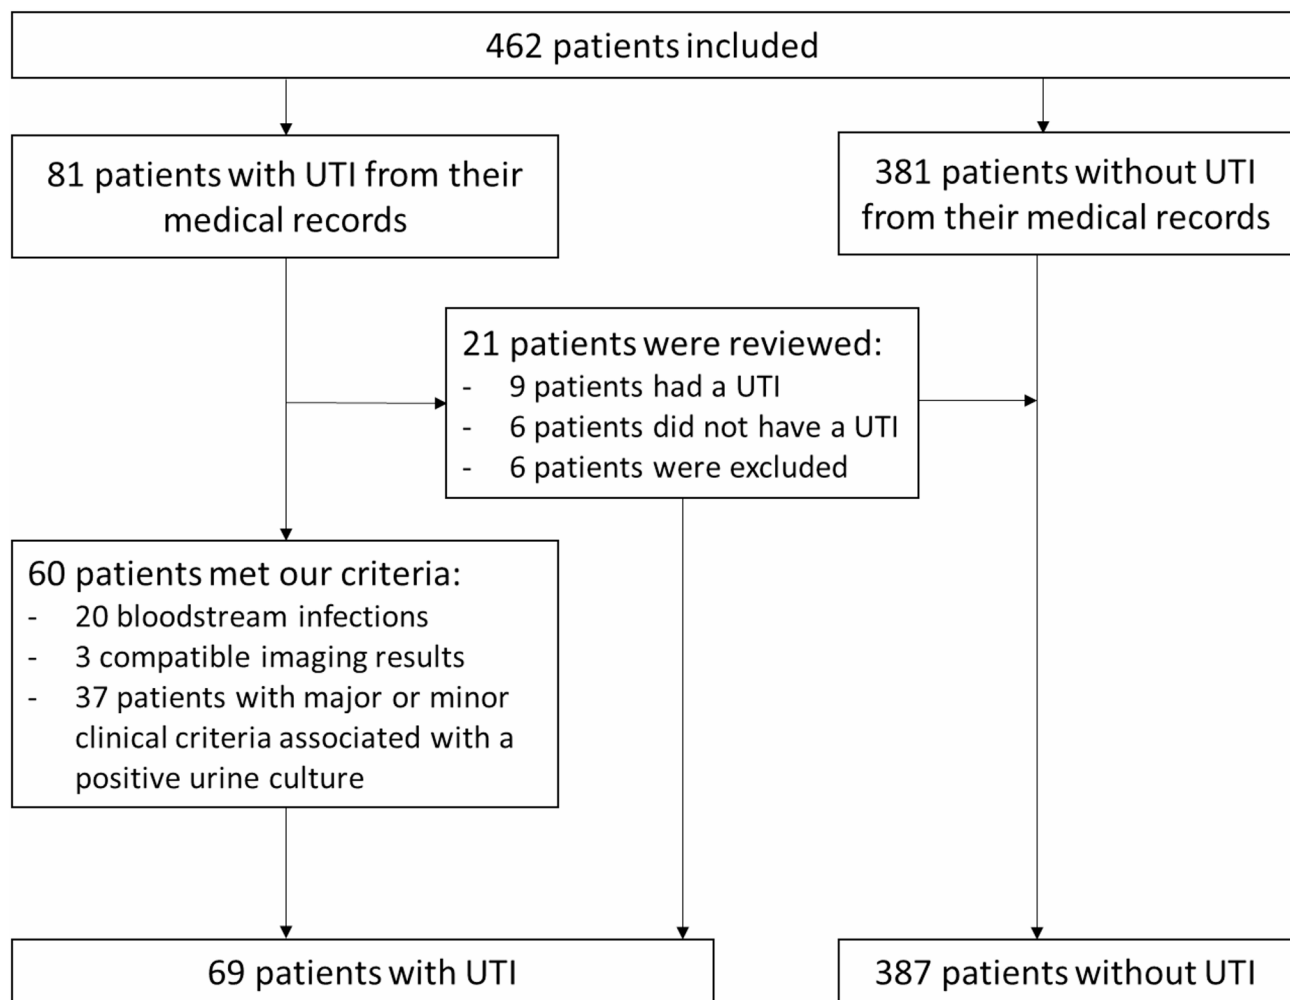 462 patients included
81 patients with UTI from their
medical records
381 patients without UTI
from their medical records
21 patients were reviewed:
- 9 patients had a UTI
- 6 patients did not have a UTI
- 6 patients were excluded
60 patients met our criteria:
- 20 bloodstream infections
- 3 compatible imaging results
- 37 patients with major or minor
clinical criteria associated with a
positive urine culture
69 patients with UTI
387 patients without UTI